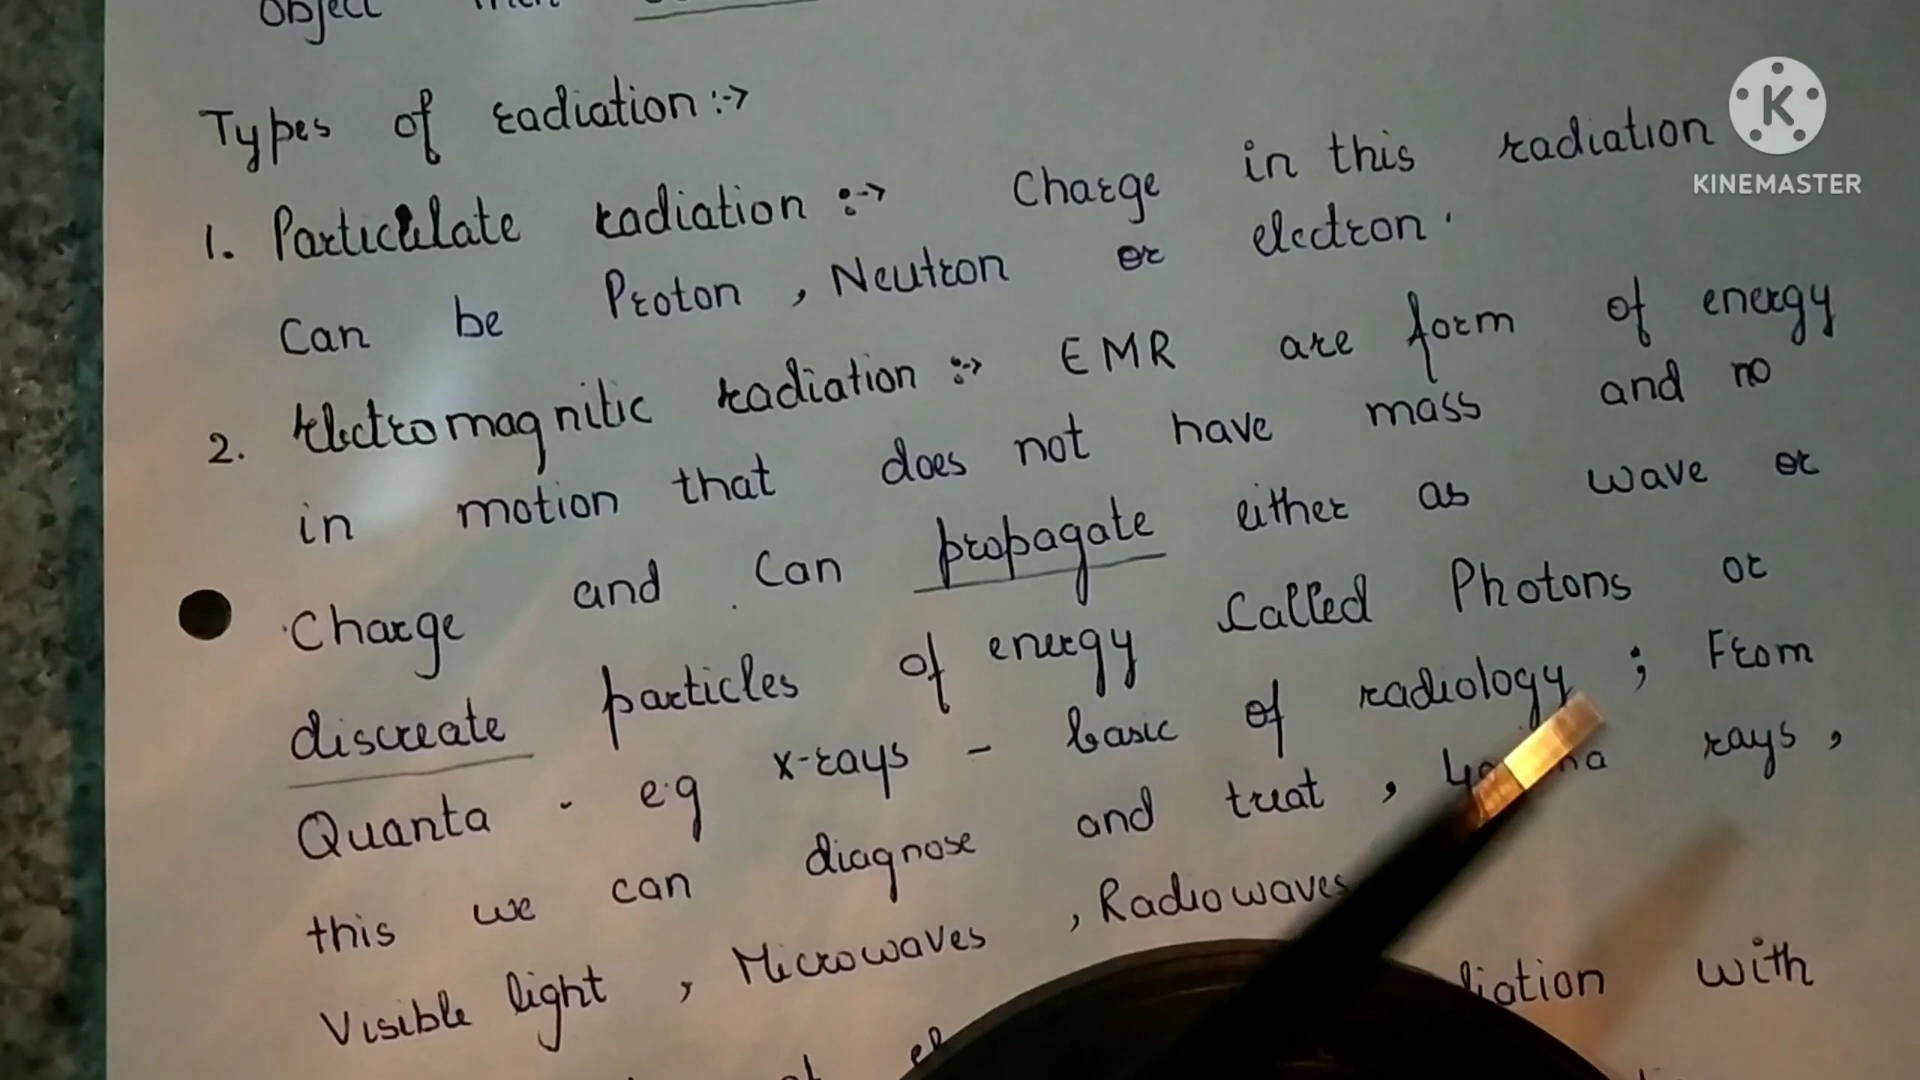 object then
Types of radiation :->
1. Particulate radiation :-> Charge in this radiation
Can be Proton , Neutron or electron.
2. Electromagnitic radiation :-> EMR are form of energy
in motion that does not have mass and no
Charge and can propagate either as wave or
discreate particles of energy called Photons or
Quanta - e.g x-rays - basic of radiology ; From
this we can diagnose and treat , rays ,
Visible light , Microwaves , Radiowaves
with
K
KINEMASTER